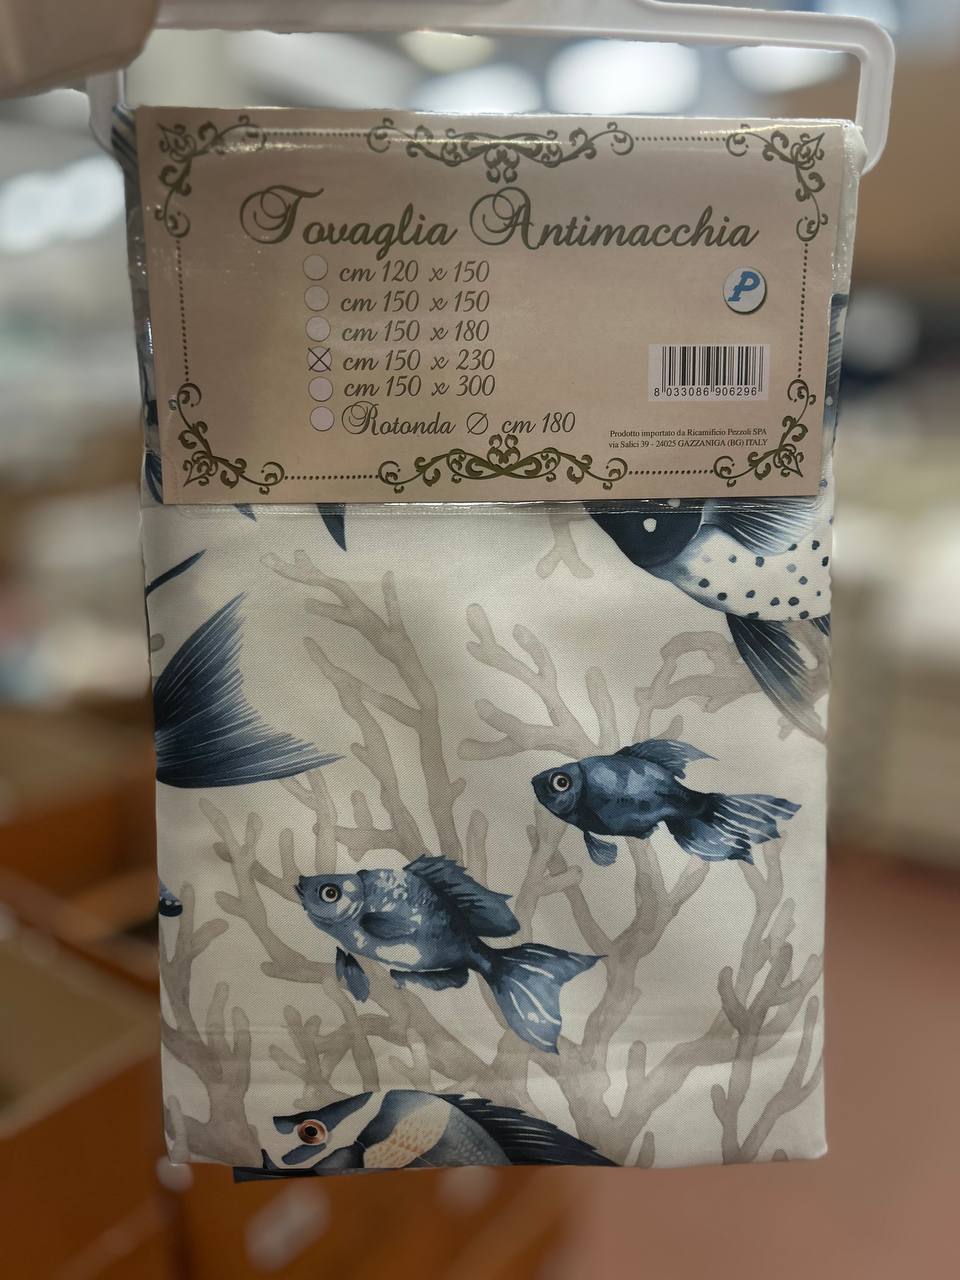 Tovaglia Antimacchia
cm 120 x 150
cm 150 x 150
cm 150 x 180
cm 150 x 230
cm 150 x 300
Rotonda Ø cm 180
P
8 033086 906296
Prodotto importato da Ricamificio Pezzoli SPA
via Salici 39 - 24025 GAZZANIGA (BG) ITALY